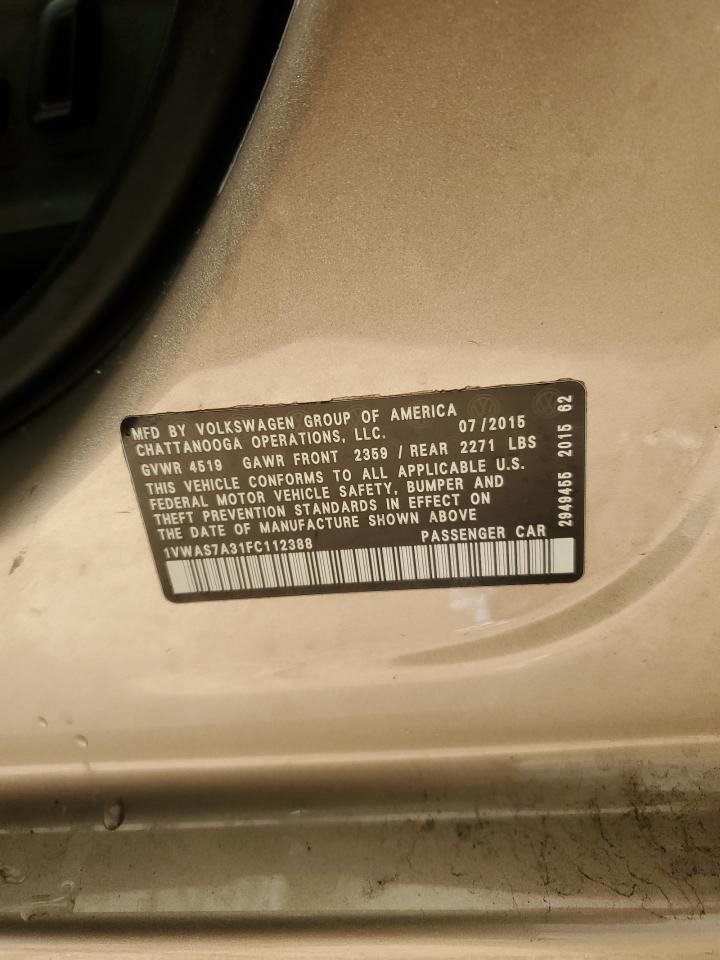 MFD BY VOLKSWAGEN GROUP OF AMERICA
CHATTANOOGA OPERATIONS, LLC. 07/2015
GVWR 4519 GAWR FRONT 2359 / REAR 2271 LBS
THIS VEHICLE CONFORMS TO ALL APPLICABLE U.S.
FEDERAL MOTOR VEHICLE SAFETY, BUMPER AND
THEFT PREVENTION STANDARDS IN EFFECT ON
THE DATE OF MANUFACTURE SHOWN ABOVE
1VWAS7A31FC112388 PASSENGER CAR
2949455 2015 62